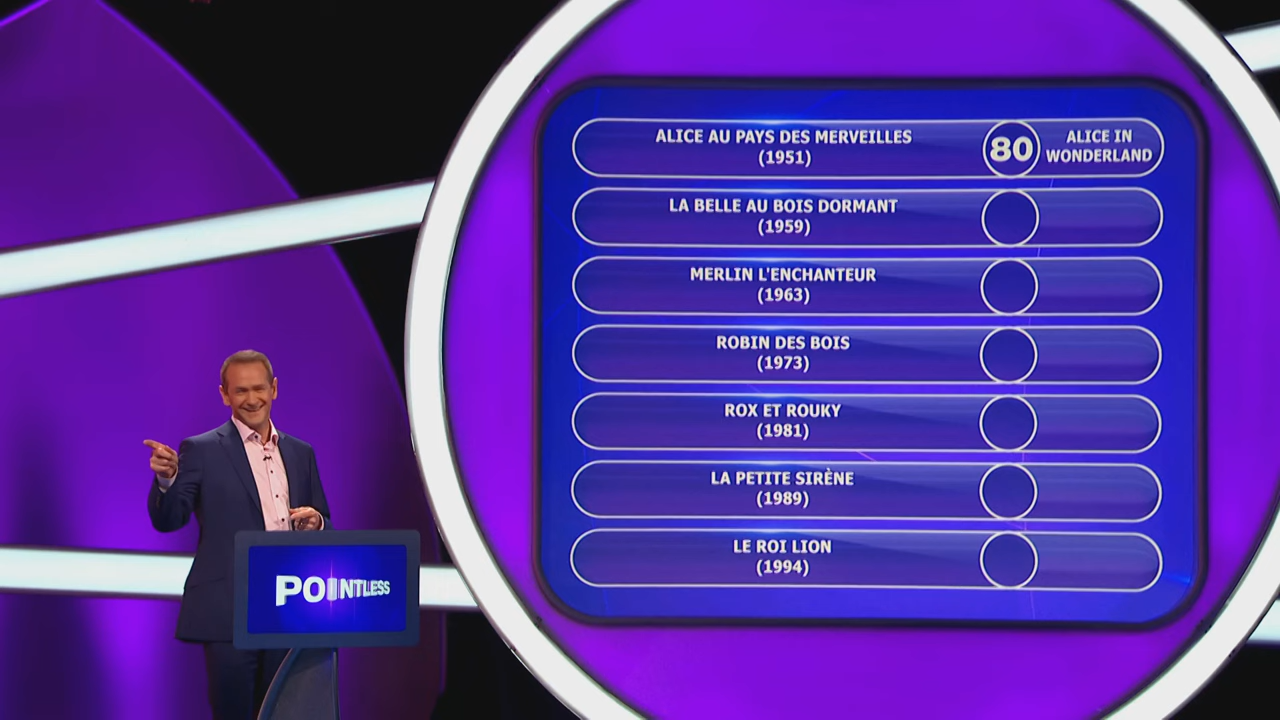 ALICE AU PAYS DES MERVEILLES
(1951)
80
ALICE IN
WONDERLAND
LA BELLE AU BOIS DORMANT
(1959)
MERLIN L'ENCHANTEUR
(1963)
ROBIN DES BOIS
(1973)
ROX ET ROUKY
(1981)
LA PETITE SIRÈNE
(1989)
LE ROI LION
(1994)
POINTLESS